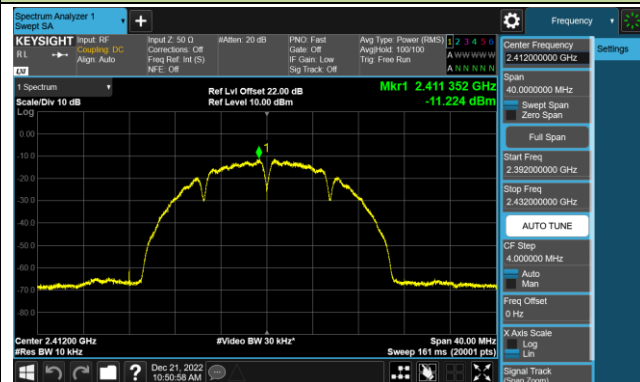 Spectrum Analyzer 1
Swept SA
Frequency
KEYSIGHT
RL
LXI
Input: RF
Coupling: DC
Align: Auto
Input Z: 50 Ω
Corrections: Off
Freq Ref: Int (S)
NFE: Off
#Atten: 20 dB
PNO: Fast
Gate: Off
IF Gain: Low
Sig Track: Off
Avg Type: Power (RMS)
Avg|Hold: 100/100
Trig: Free Run
1 2 3 4 5 6
A W W W W W
A N N N N N
1 Spectrum
Scale/Div 10 dB
Log
Ref Lvl Offset 22.00 dB
Ref Level 10.00 dBm
Mkr1 2.411 352 GHz
-11.224 dBm
1
0.00
-10.0
-20.0
-30.0
-40.0
-50.0
-60.0
-70.0
-80.0
Center 2.41200 GHz
#Res BW 10 kHz
#Video BW 30 kHz*
Span 40.00 MHz
Sweep 161 ms (20001 pts)
Dec 21, 2022
10:50:58 AM
Center Frequency
2.412000000 GHz
Settings
Span
40.0000000 MHz
Swept Span
Zero Span
Full Span
Start Freq
2.392000000 GHz
Stop Freq
2.432000000 GHz
AUTO TUNE
CF Step
4.000000 MHz
Auto
Man
Freq Offset
0 Hz
X Axis Scale
Log
Lin
Signal Track
(Span Zoom)